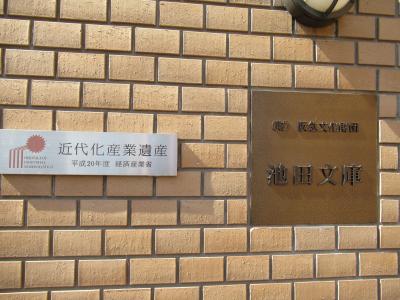 近代化産業遺産
平成20年度 経済産業省
阪急文化財団
池田文庫